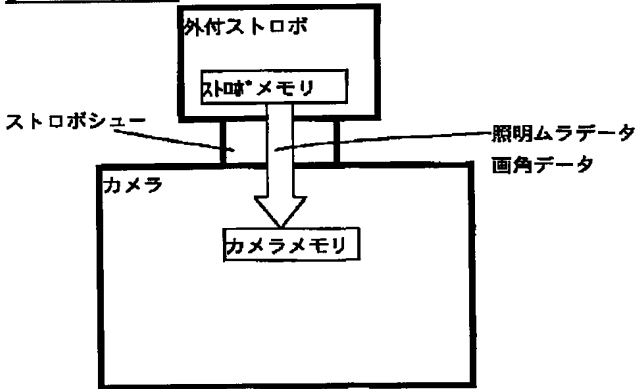 外付ストロボ
ストロボメモリ
ストロボシュー
照明ムラデータ
画角データ
カメラ
カメラメモリ